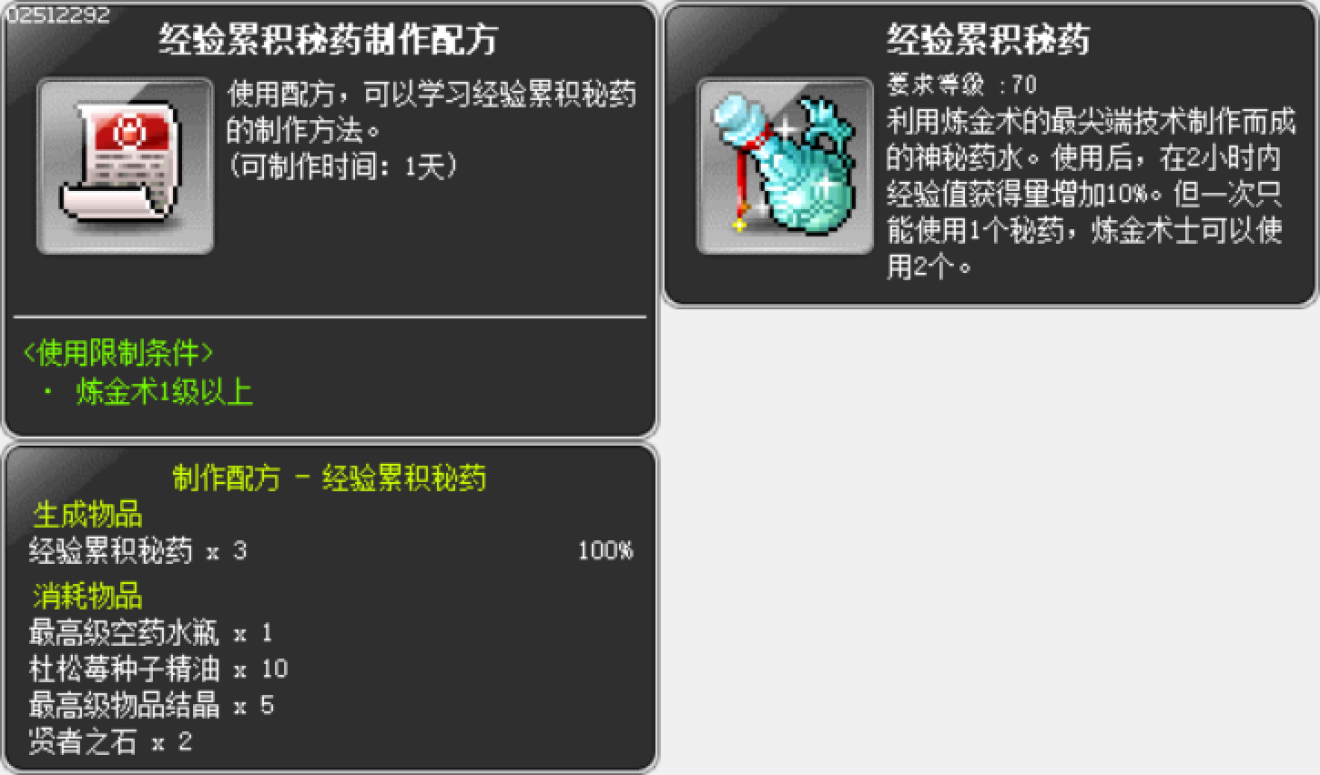 02512292
经验累积秘药制作配方
使用配方，可以学习经验累积秘药
的制作方法。
(可制作时间：1天)
<使用限制条件>
· 炼金术1级以上
制作配方 - 经验累积秘药
生成物品
经验累积秘药 x 3 100%
消耗物品
最高级空药水瓶 x 1
杜松莓种子精油 x 10
最高级物品结晶 x 5
贤者之石 x 2
经验累积秘药
要求等级 :70
利用炼金术的最尖端技术制作而成
的神秘药水。使用后，在2小时内
经验值获得量增加10%。但一次只
能使用1个秘药，炼金术士可以使
用2个。